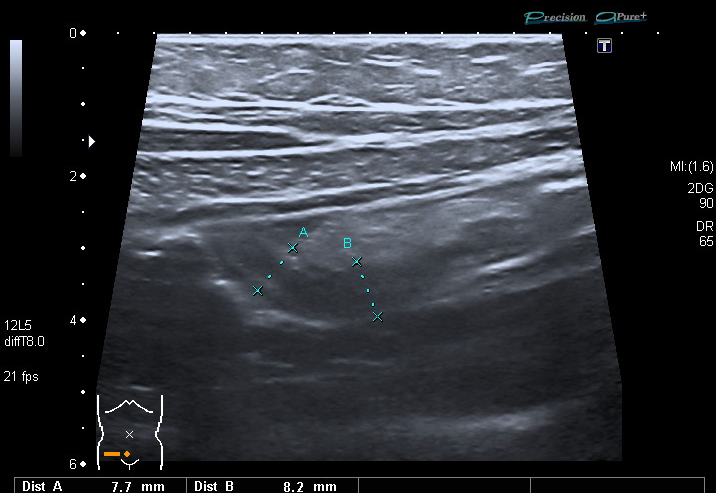 Precision aPure+
0
T
MI:(1.6)
2
2DG
90
DR
65
A
B
4
12L5
diffT8.0
21 fps
6
Dist A 7.7 mm Dist B 8.2 mm